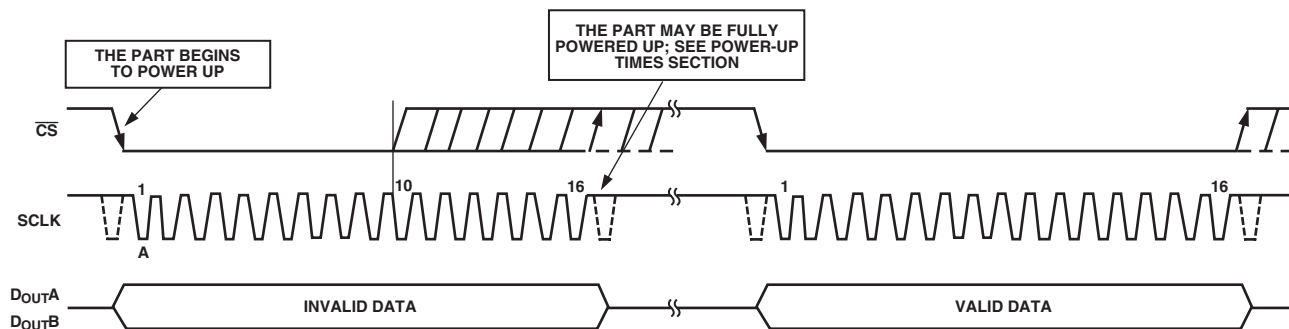 THE PART BEGINS
TO POWER UP
THE PART MAY BE FULLY
POWERED UP; SEE POWER-UP
TIMES SECTION
CS
1
10
16
1
16
SCLK
A
DOUTA
INVALID DATA
VALID DATA
DOUTB